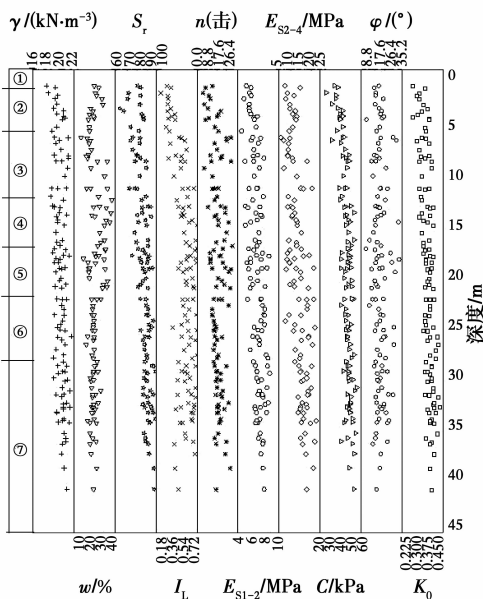 γ/(kN·m⁻³) Sᵣ n(击) E_S2-4/MPa φ/(°)
16 18 20 22 60 70 80 90 100 0.0 8.8 17.6 26.4 5 10 15 20 25 8.8 17.6 26.4 35.2
① ② ③ ④ ⑤ ⑥ ⑦
0 5 10 15 20 25 30 35 40 45
深度/m
10 20 30 40 0.18 0.36 0.54 0.72 4 6 8 10 20 30 40 50 60 0.225 0.300 0.375 0.450
w/% I_L E_S1-2/MPa C/kPa K₀